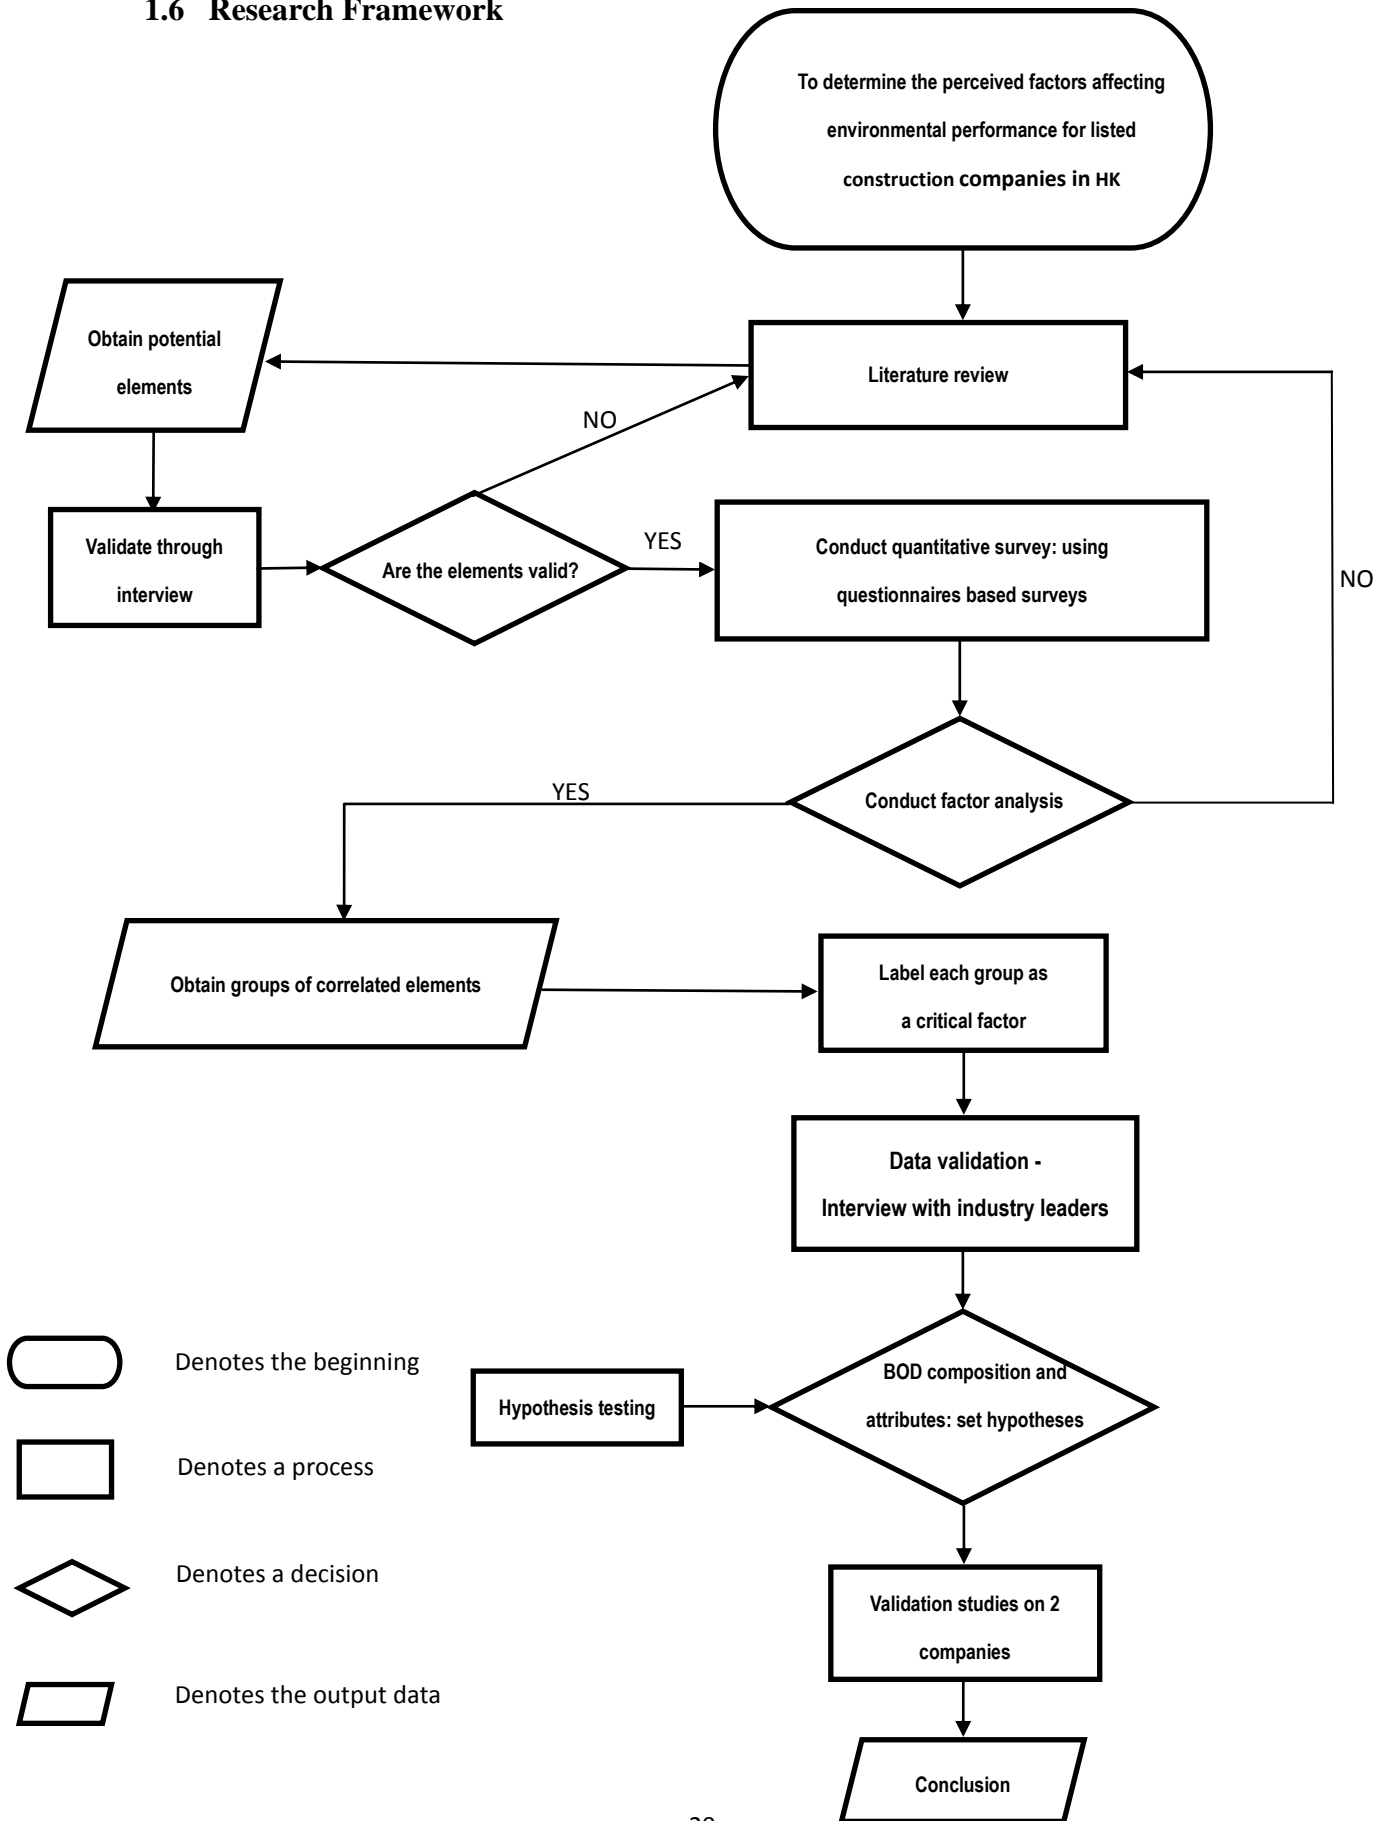 1.6 Research Framework
To determine the perceived factors affecting
environmental performance for listed
construction companies in HK
Obtain potential
elements
Literature review
NO
Validate through
interview
Are the elements valid?
YES
Conduct quantitative survey: using
questionnaires based surveys
NO
YES
Conduct factor analysis
Obtain groups of correlated elements
Label each group as
a critical factor
Data validation -
Interview with industry leaders
Denotes the beginning
Hypothesis testing
BOD composition and
attributes: set hypotheses
Denotes a process
Denotes a decision
Validation studies on 2
companies
Denotes the output data
Conclusion